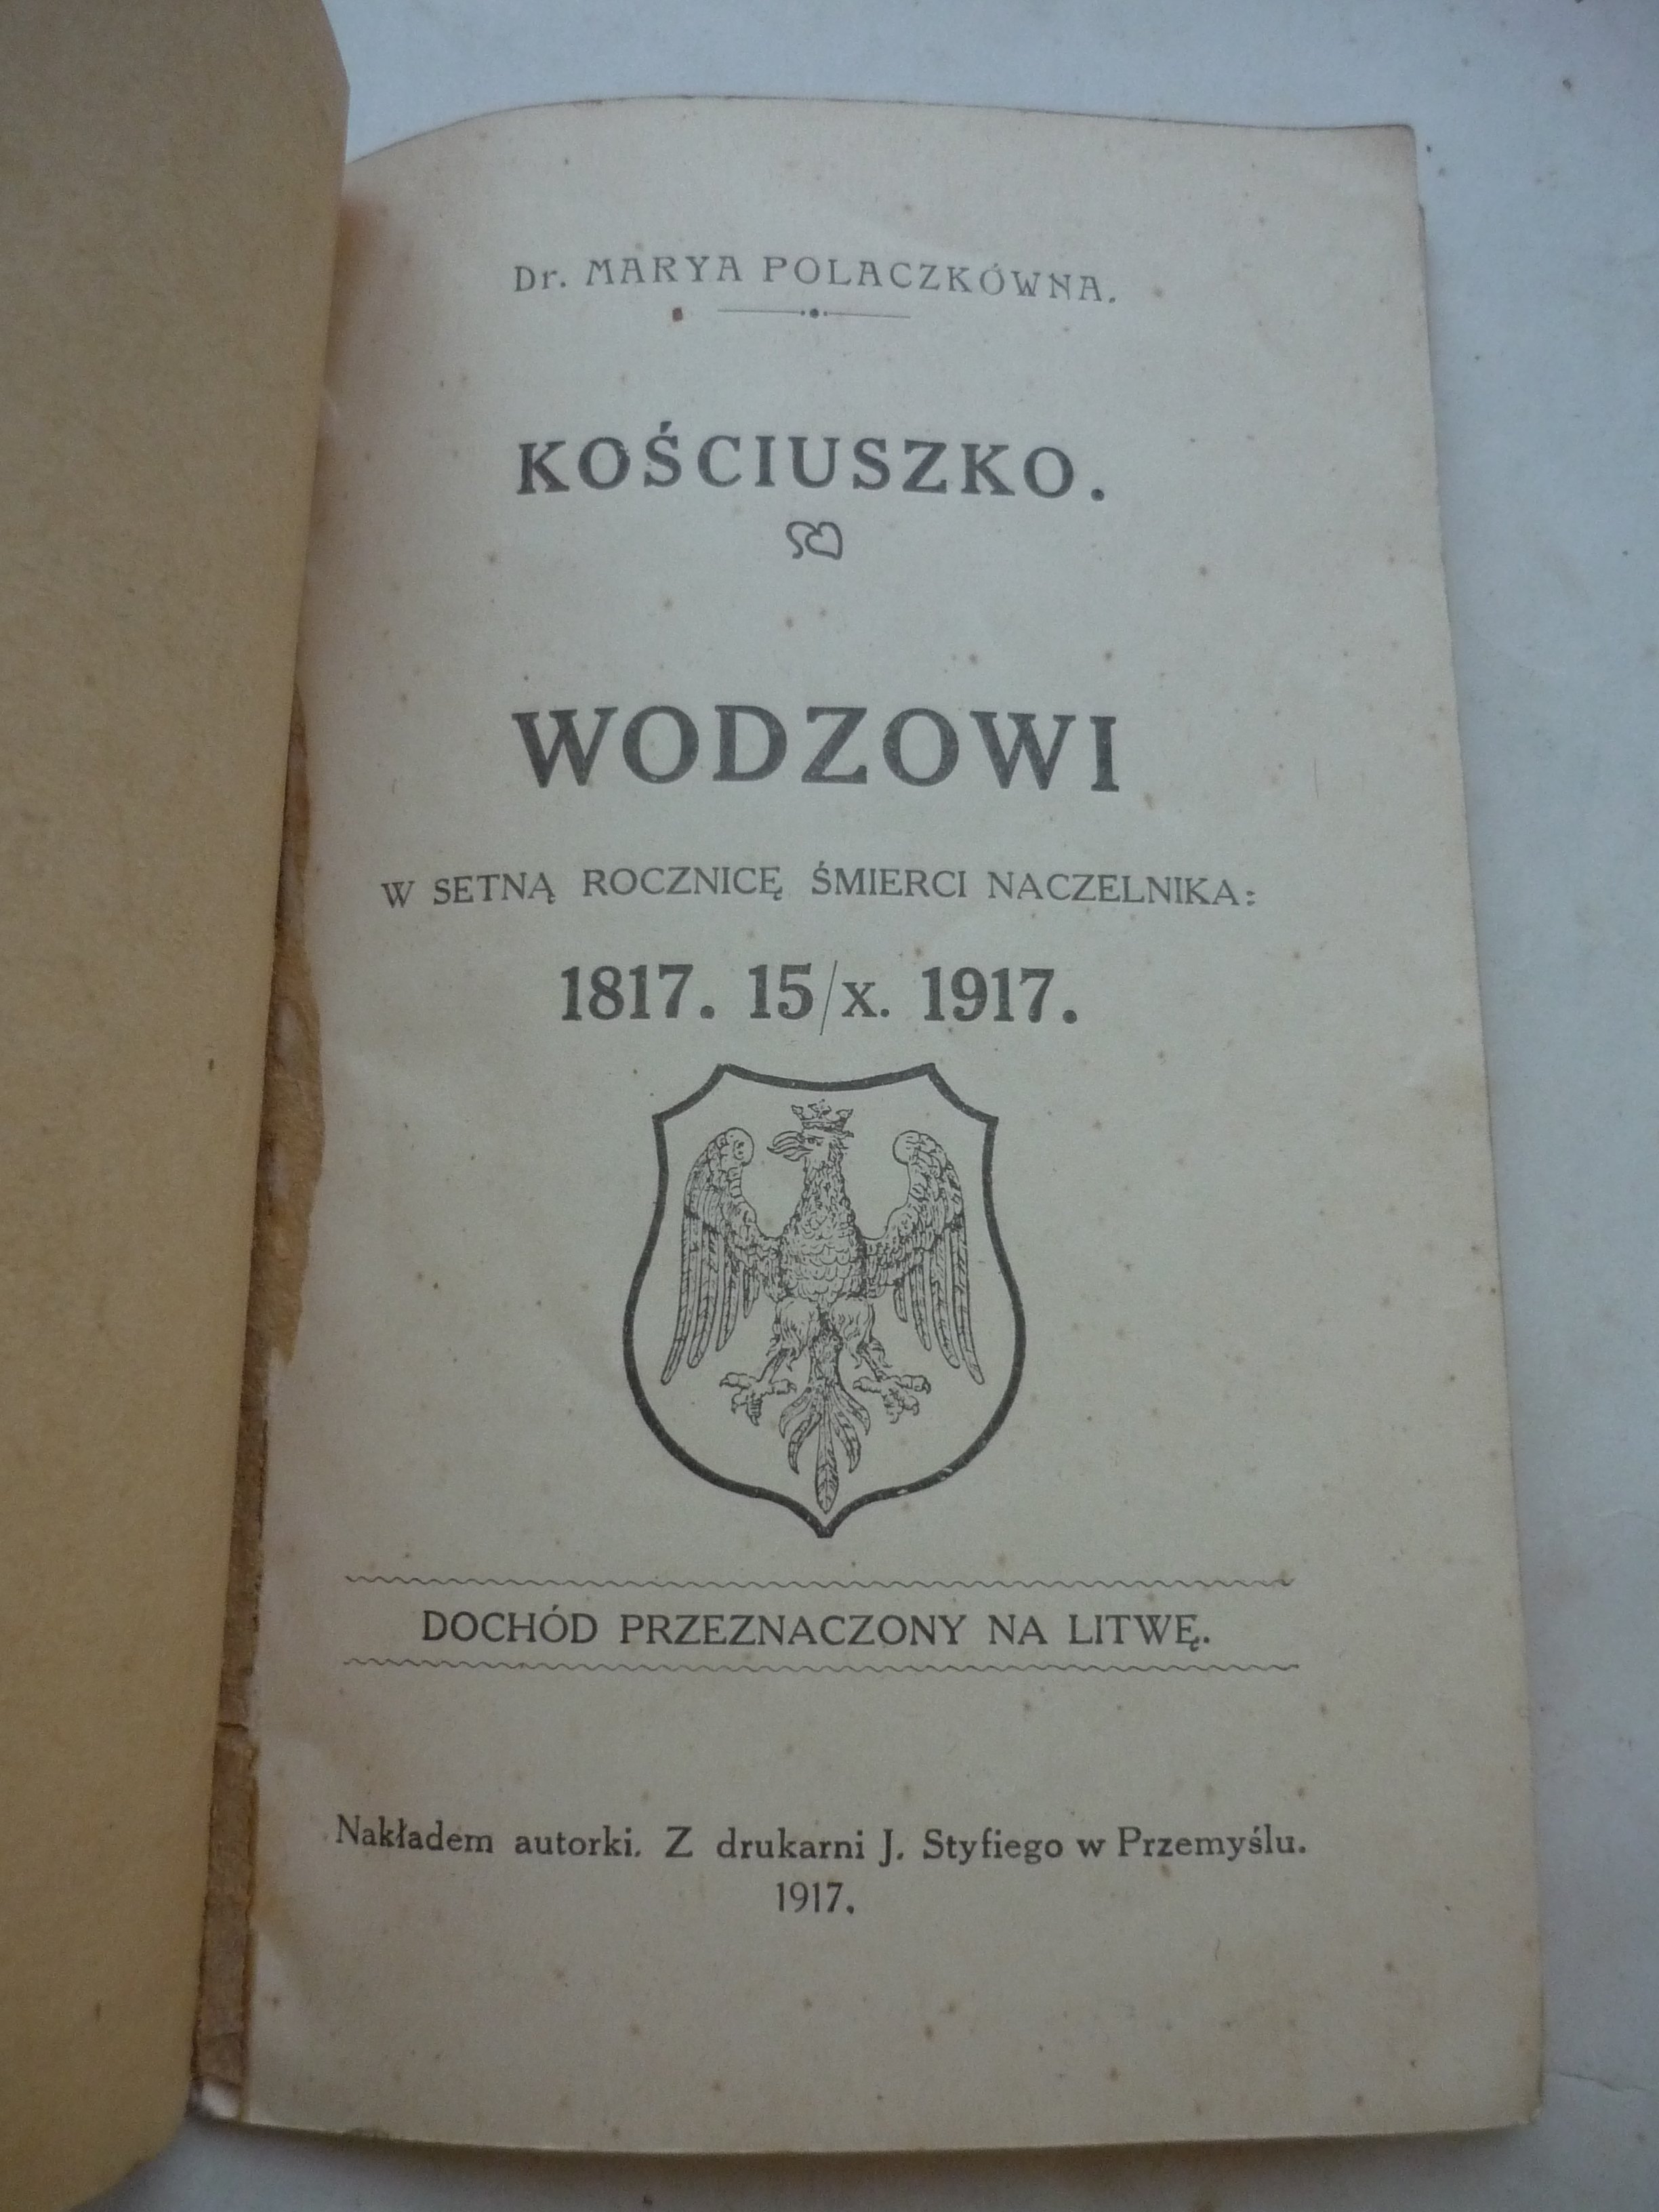 Dr. MARYA POLACZKÓWNA.
KOŚCIUSZKO.
WODZOWI
W SETNĄ ROCZNICĘ ŚMIERCI NACZELNIKA:
1817. 15/x. 1917.
DOCHÓD PRZEZNACZONY NA LITWĘ.
Nakładem autorki. Z drukarni J. Styfiego w Przemyślu.
1917.